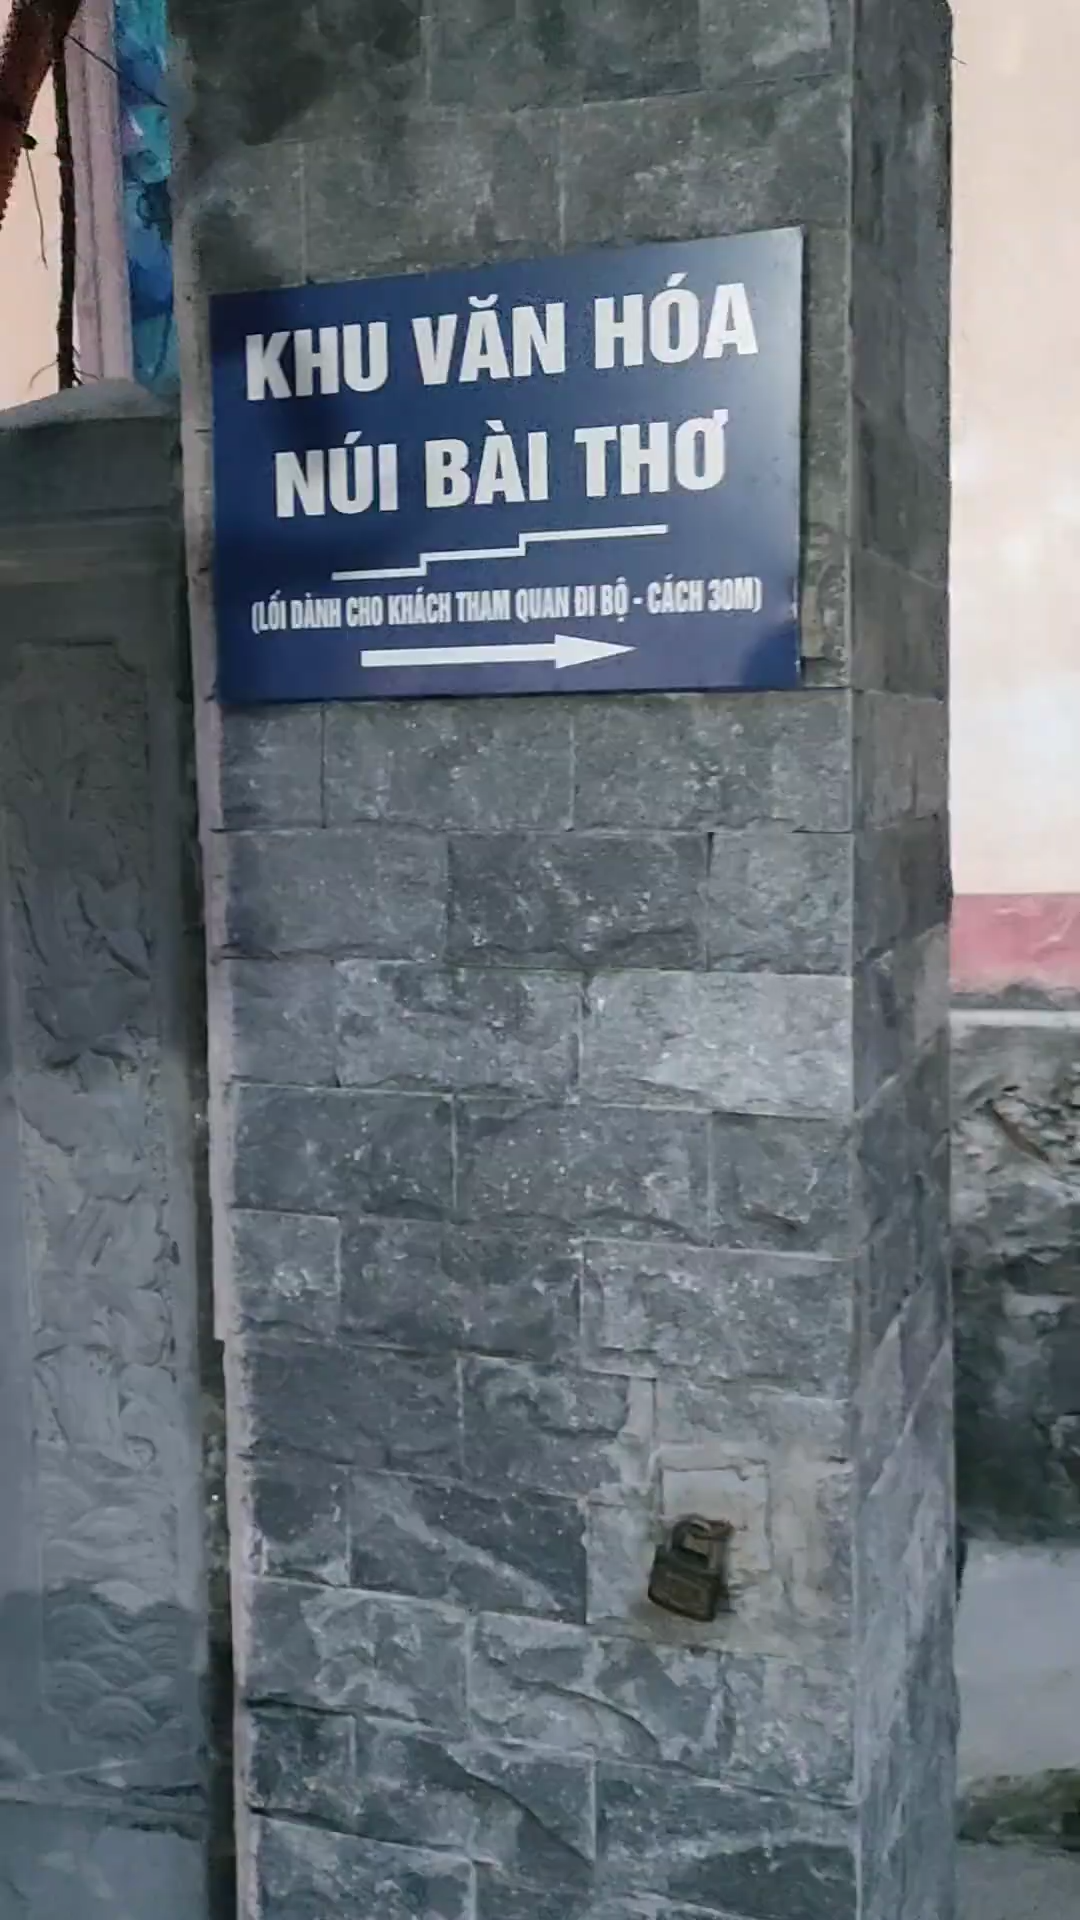 KHU VĂN HÓA
NÚI BÀI THƠ
(LỐI DÀNH CHO KHÁCH THAM QUAN ĐI BỘ - CÁCH 30M)